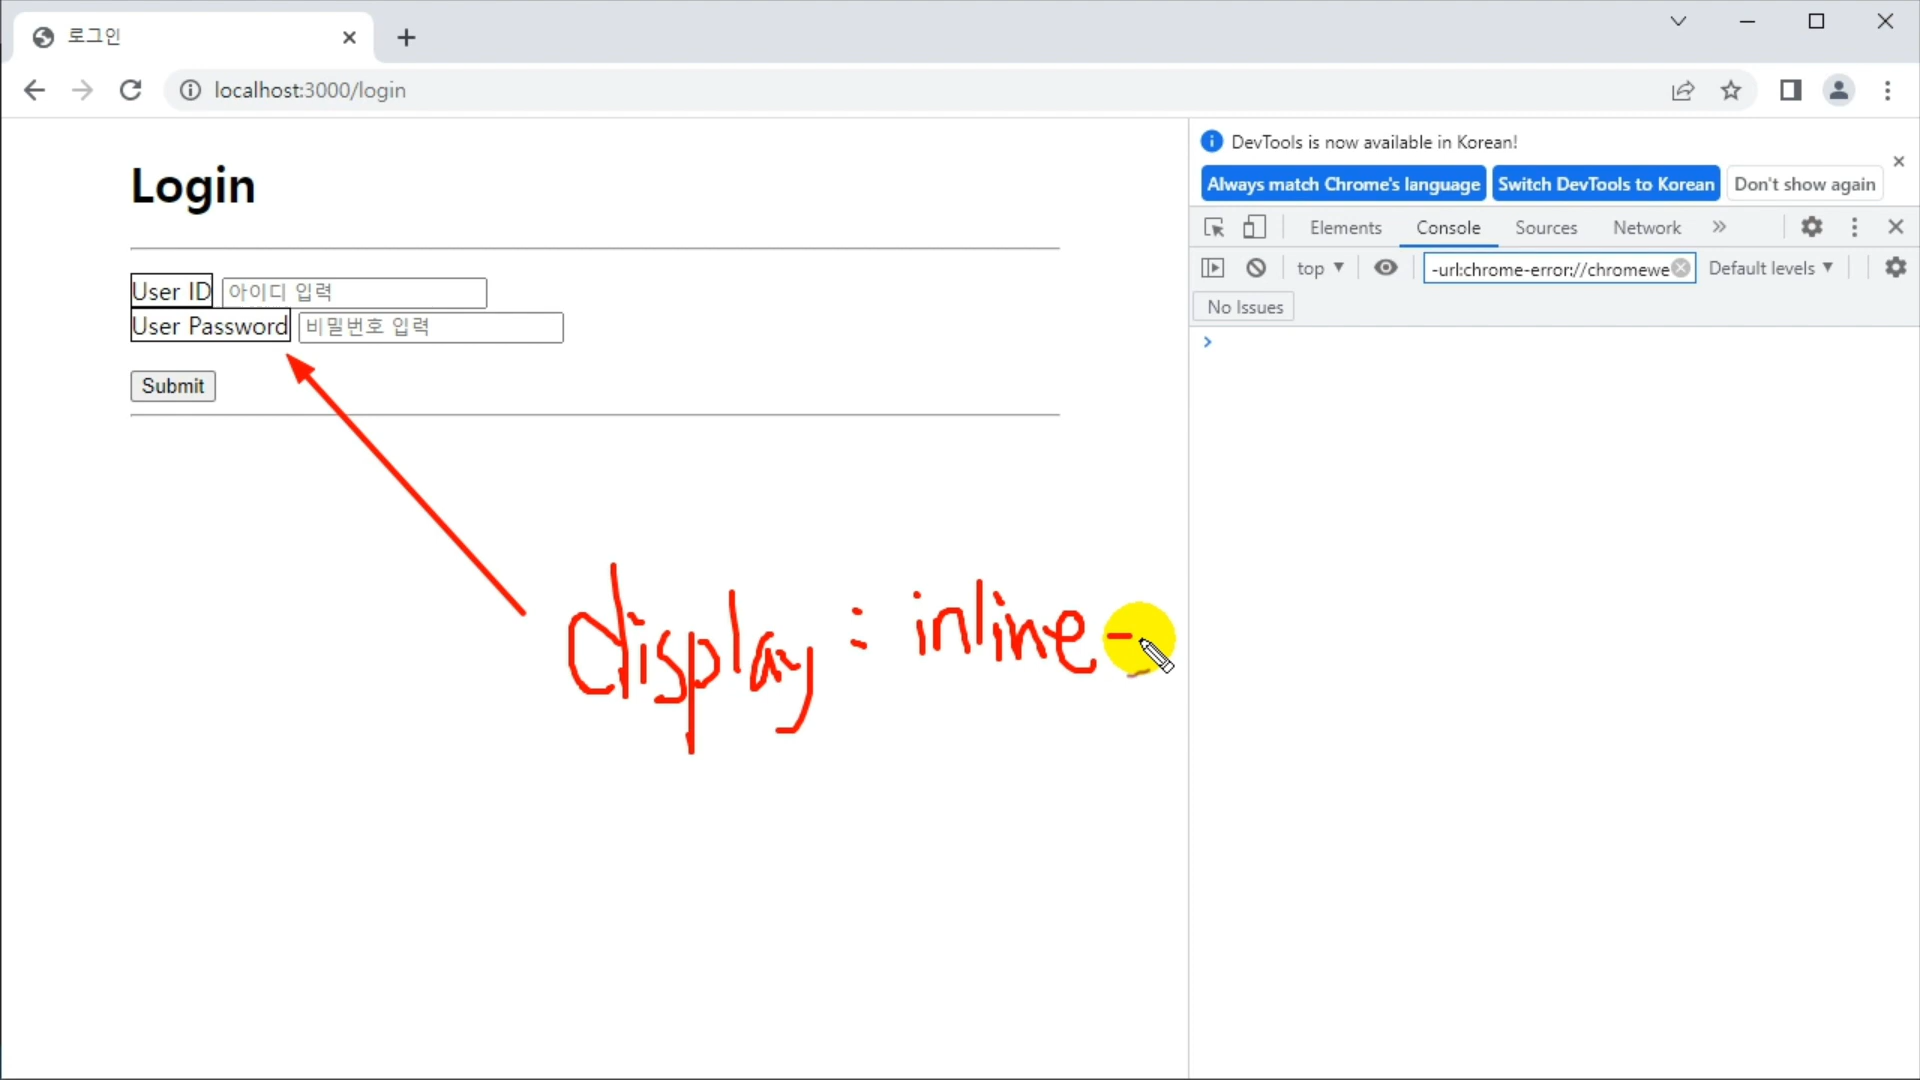 로그인
localhost:3000/login
DevTools is now available in Korean!
Always match Chrome's language Switch DevTools to Korean Don't show again
Elements Console Sources Network
top -url:chrome-error://chromewe Default levels
No Issues
Login
User ID 아이디 입력
User Password 비밀번호 입력
Submit
display : inline -